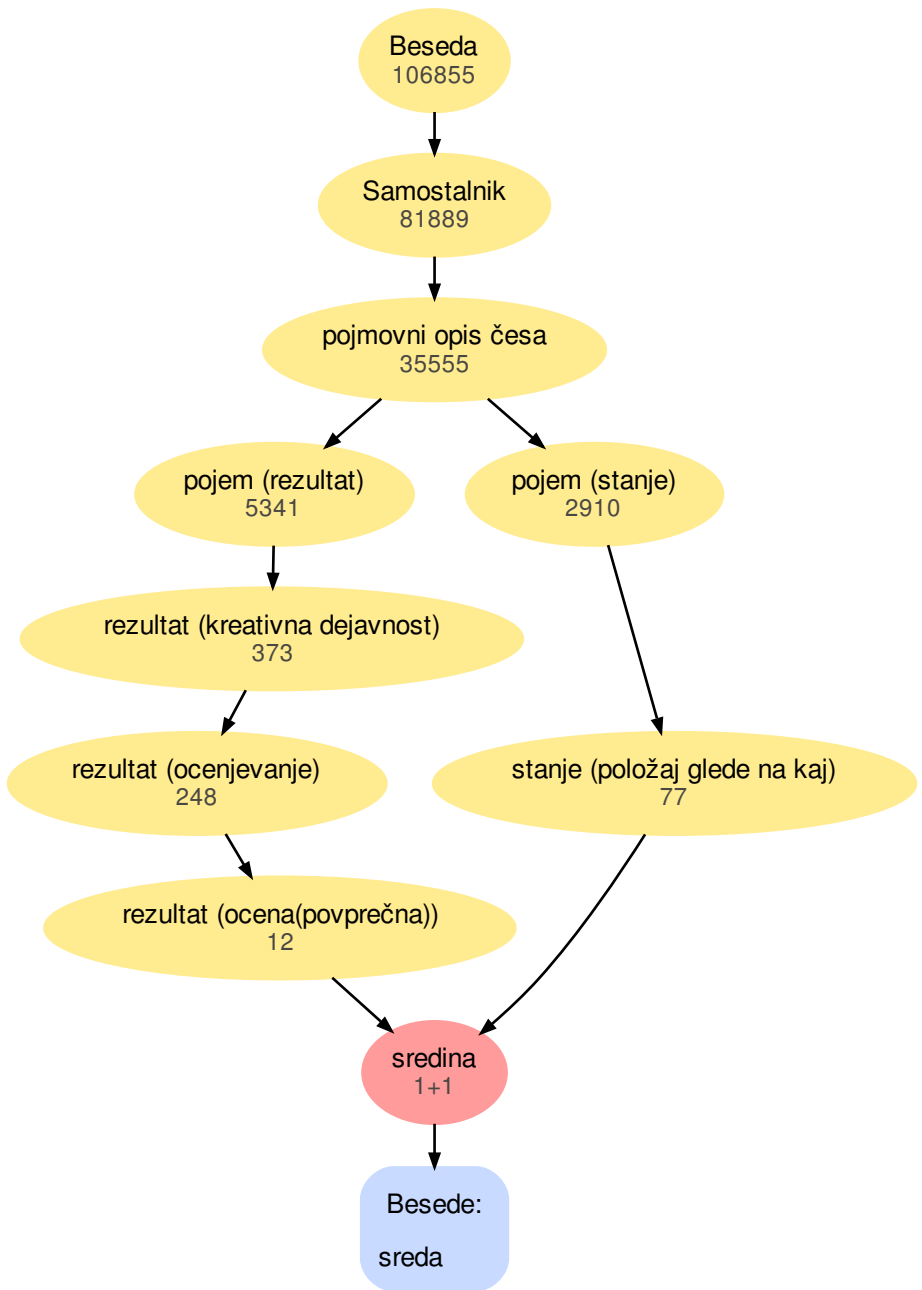 Beseda
106855
Samostalnik
81889
pojmovni opis česa
35555
pojem (rezultat)
5341
pojem (stanje)
2910
rezultat (kreativna dejavnost)
373
rezultat (ocenjevanje)
248
stanje (položaj glede na kaj)
77
rezultat (ocena(povprečna))
12
sredina
1+1
Besede:
sreda